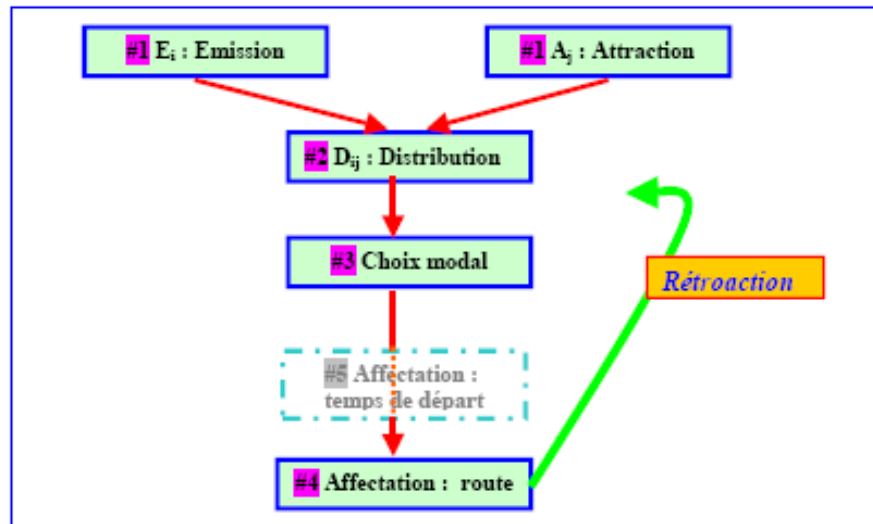 #1 Ei : Emission
#1 Aj : Attraction
#2 Dij : Distribution
#3 Choix modal
Rétroaction
#5 Affectation :
temps de départ
#4 Affectation : route